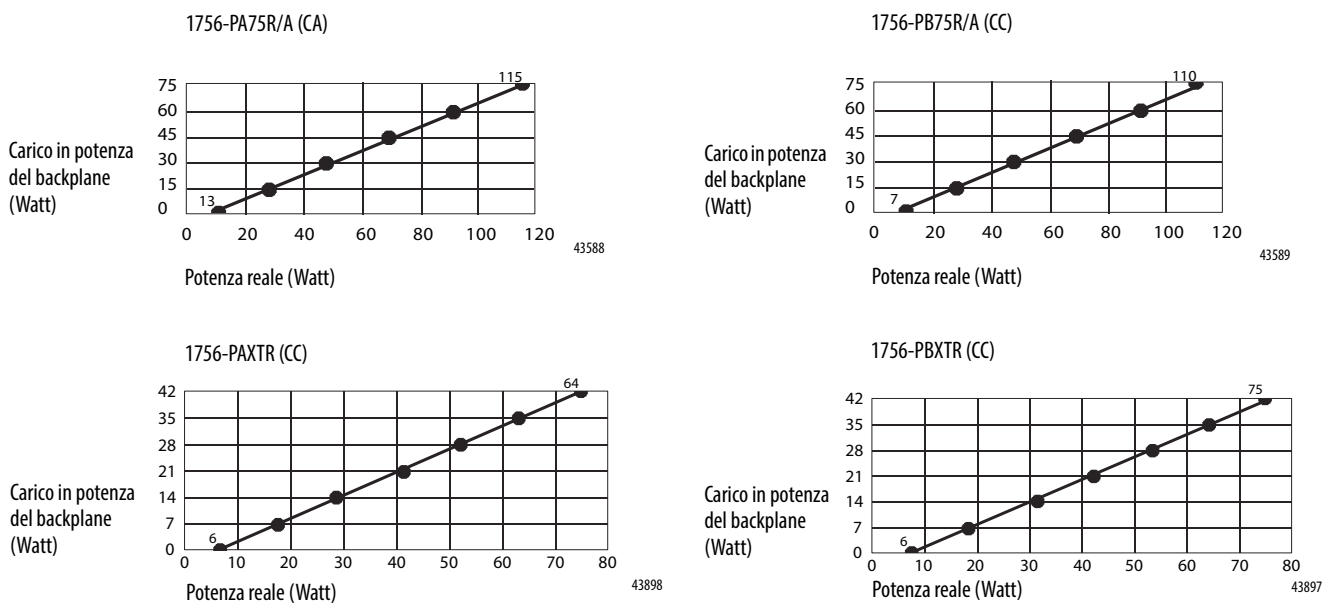 1756-PA75R/A (CA)
115
75
60
45
30
15
0
13
Carico in potenza
del backplane
(Watt)
0 20 40 60 80 100 120
43588
Potenza reale (Watt)
1756-PB75R/A (CC)
110
75
60
45
30
15
0
7
Carico in potenza
del backplane
(Watt)
0 20 40 60 80 100 120
43589
Potenza reale (Watt)
1756-PAXTR (CC)
64
42
35
28
21
14
7
0
6
Carico in potenza
del backplane
(Watt)
0 10 20 30 40 50 60 70 80
43898
Potenza reale (Watt)
1756-PBXTR (CC)
75
42
35
28
21
14
7
0
6
Carico in potenza
del backplane
(Watt)
0 10 20 30 40 50 60 70 80
43897
Potenza reale (Watt)